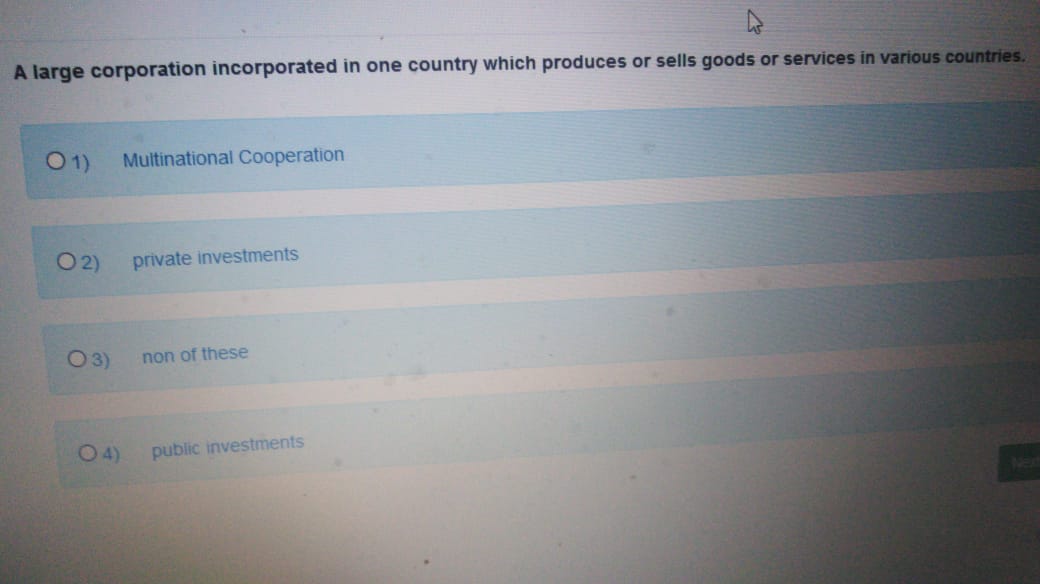 A large corporation incorporated in one country which produces or sells goods or services in various countries.
1) Multinational Cooperation
2) private investments
3) non of these
4) public investments
Next